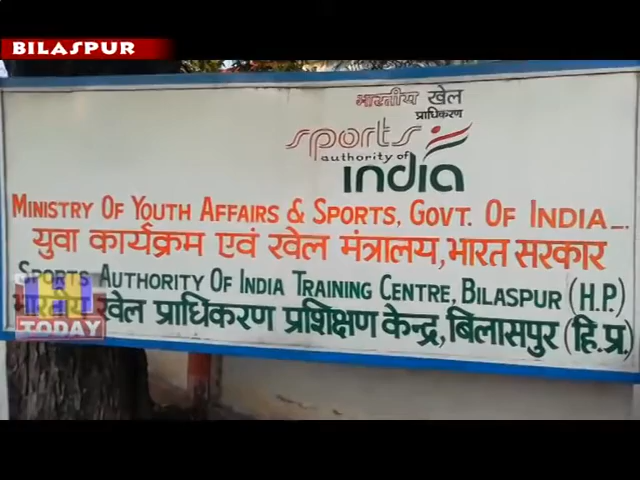 BILASPUR
भारतीय खेल
प्राधिकरण
sports
authority of
india
MINISTRY OF YOUTH AFFAIRS & SPORTS, GOVT. OF INDIA
युवा कार्यक्रम एवं खेल मंत्रालय, भारत सरकार
SPORTS AUTHORITY OF INDIA TRAINING CENTRE, BILASPUR (H.P.)
भारतीय खेल प्राधिकरण प्रशिक्षण केन्द्र, बिलासपुर (हि.प्र.)
TODAY